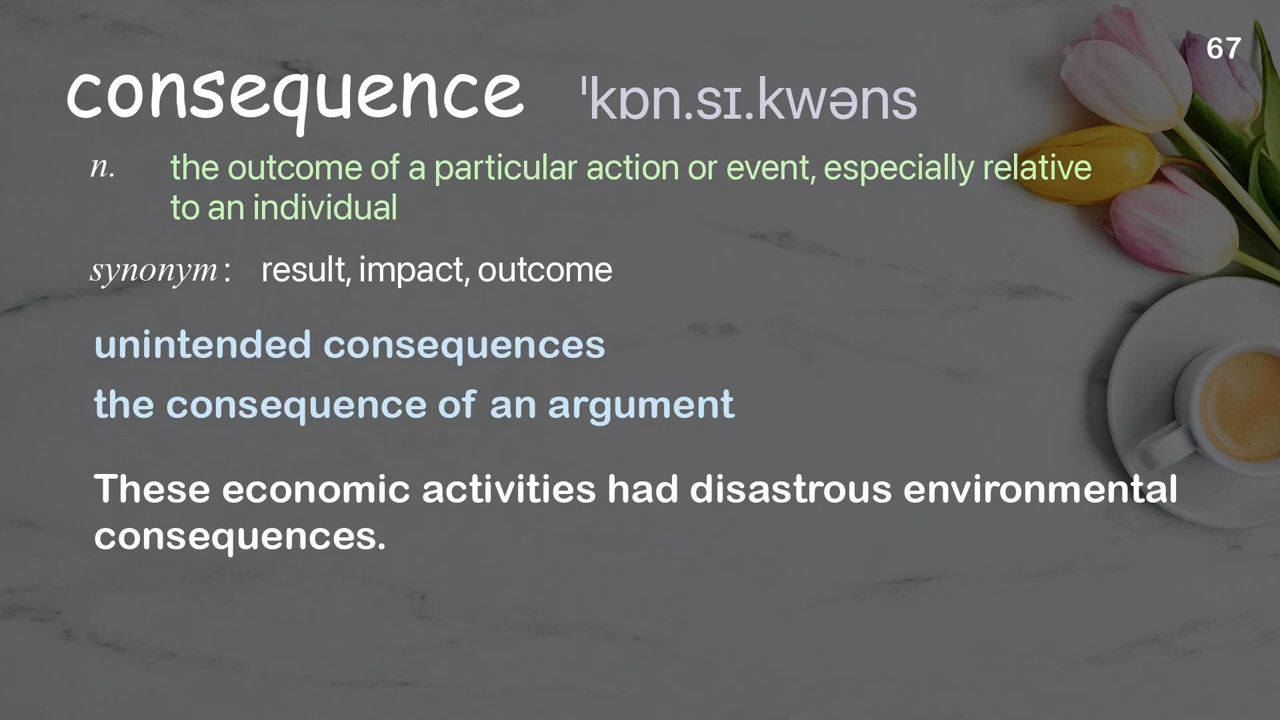 67
consequence ˈkɒn.sɪ.kwəns
n. the outcome of a particular action or event, especially relative
to an individual
synonym: result, impact, outcome
unintended consequences
the consequence of an argument
These economic activities had disastrous environmental
consequences.